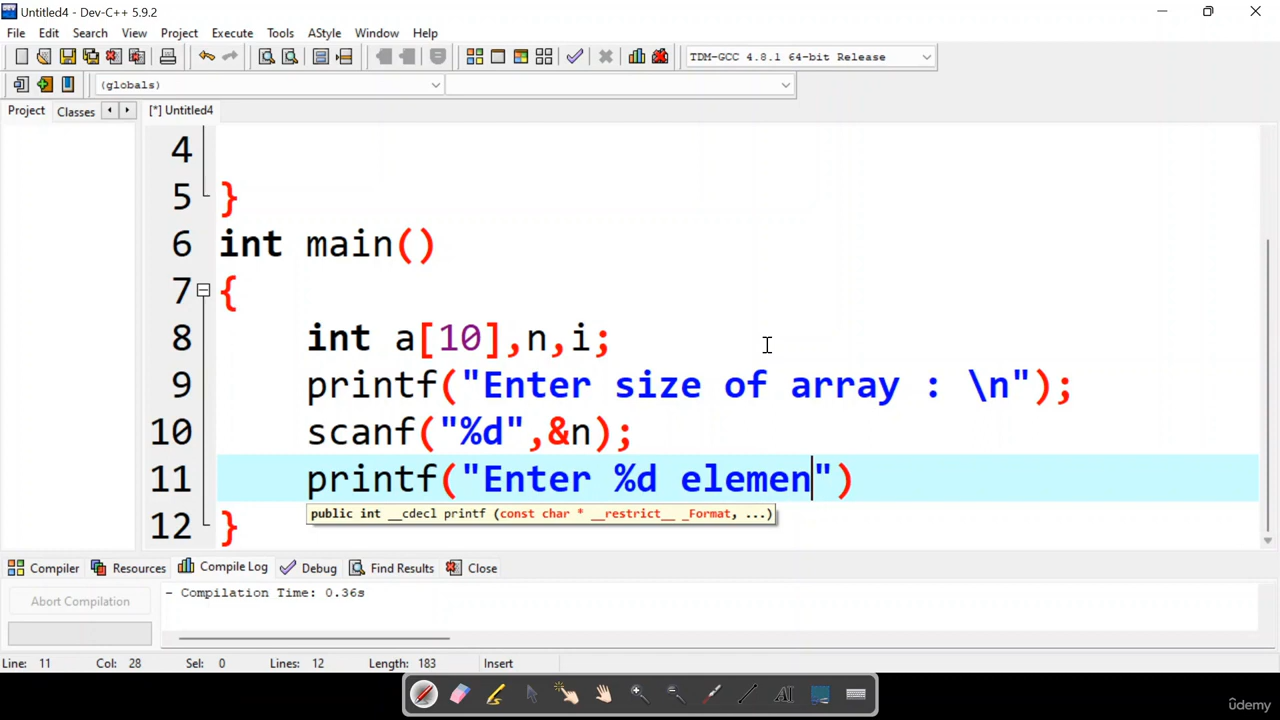 Untitled4 - Dev-C++ 5.9.2
File Edit Search View Project Execute Tools AStyle Window Help
TDM-GCC 4.8.1 64-bit Release
(globals)
Project Classes [*] Untitled4
4
5 }
6 int main()
7 {
8 int a[10],n,i;
9 printf("Enter size of array : \n");
10 scanf("%d",&n);
11 printf("Enter %d elemen")
public int __cdecl printf (const char * __restrict__ _Format, ...)
12 }
Compiler Resources Compile Log Debug Find Results Close
Abort Compilation
- Compilation Time: 0.36s
Line: 11 Col: 28 Sel: 0 Lines: 12 Length: 183 Insert
AI
ûdemy